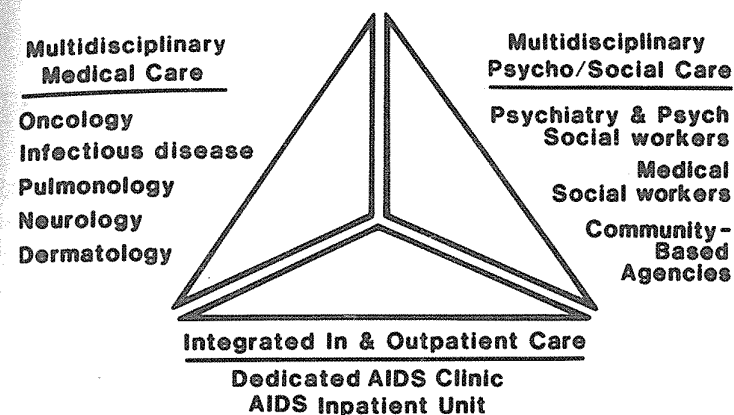 Multidisciplinary
Medical Care
Oncology
Infectious disease
Pulmonology
Neurology
Dermatology
Multidisciplinary
Psycho/Social Care
Psychiatry & Psych
Social workers
Medical
Social workers
Community-
Based
Agencies
Integrated In & Outpatient Care
Dedicated AIDS Clinic
AIDS Inpatient Unit